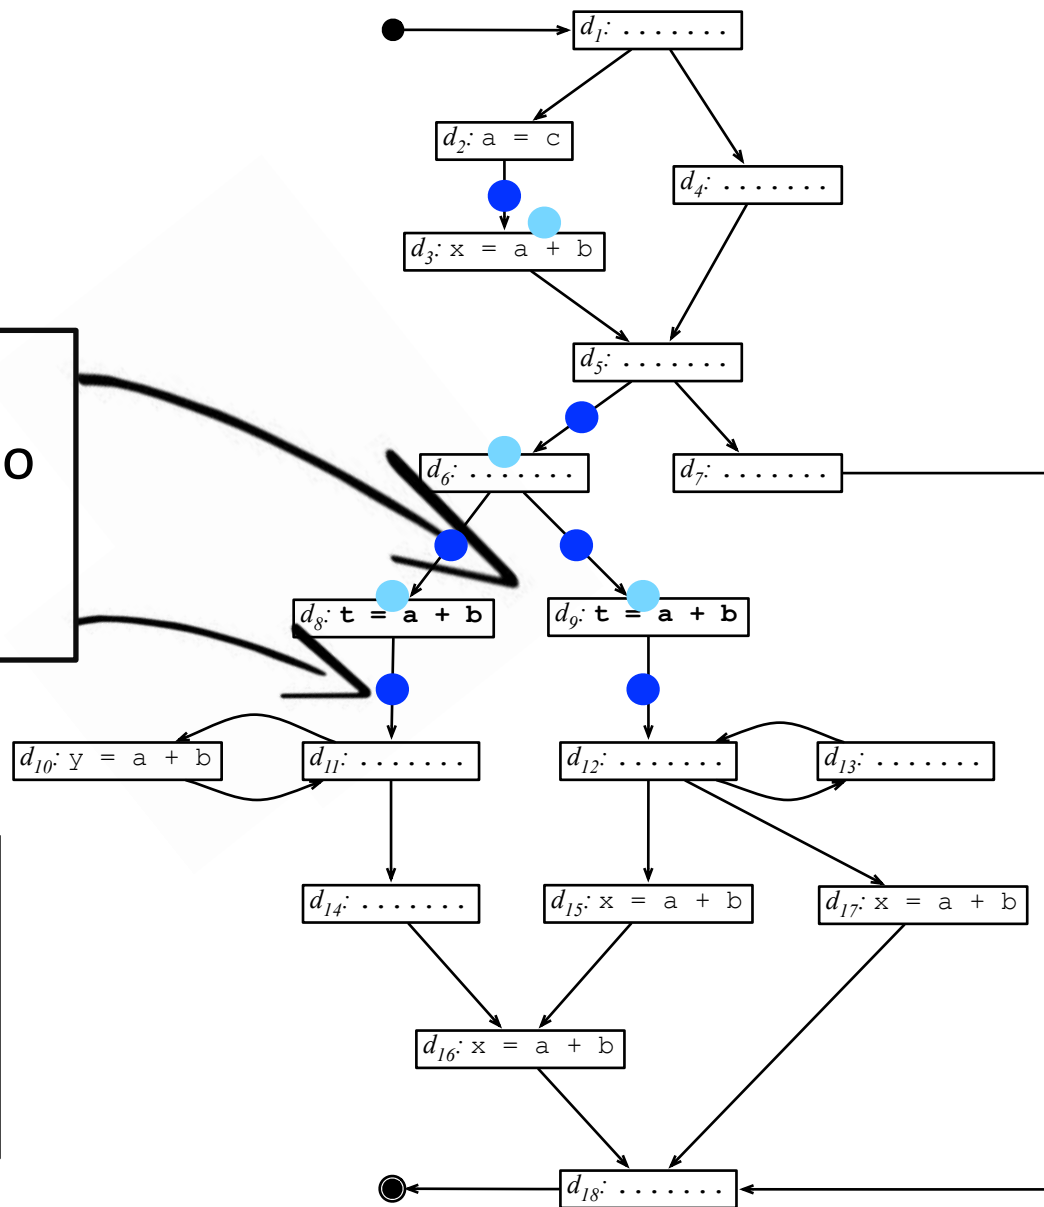 d1: .......
d2: a = c
d4: .......
d3: x = a + b
d5: .......
o
d6: .......
d7: .......
d8: t = a + b
d9: t = a + b
d10: y = a + b
d11: .......
d12: .......
d13: .......
d14: .......
d15: x = a + b
d17: x = a + b
d16: x = a + b
d18: .......